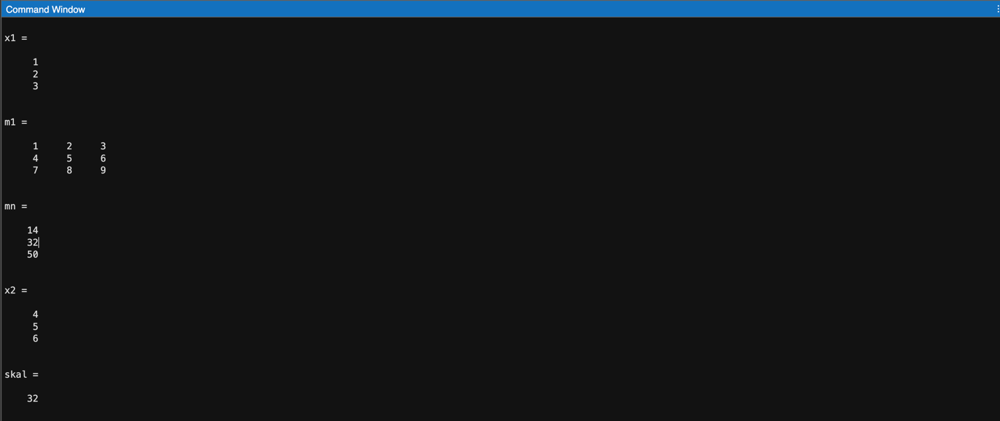 Command Window
x1 =
1
2
3
m1 =
1 2 3
4 5 6
7 8 9
mn =
14
32
50
x2 =
4
5
6
skal =
32